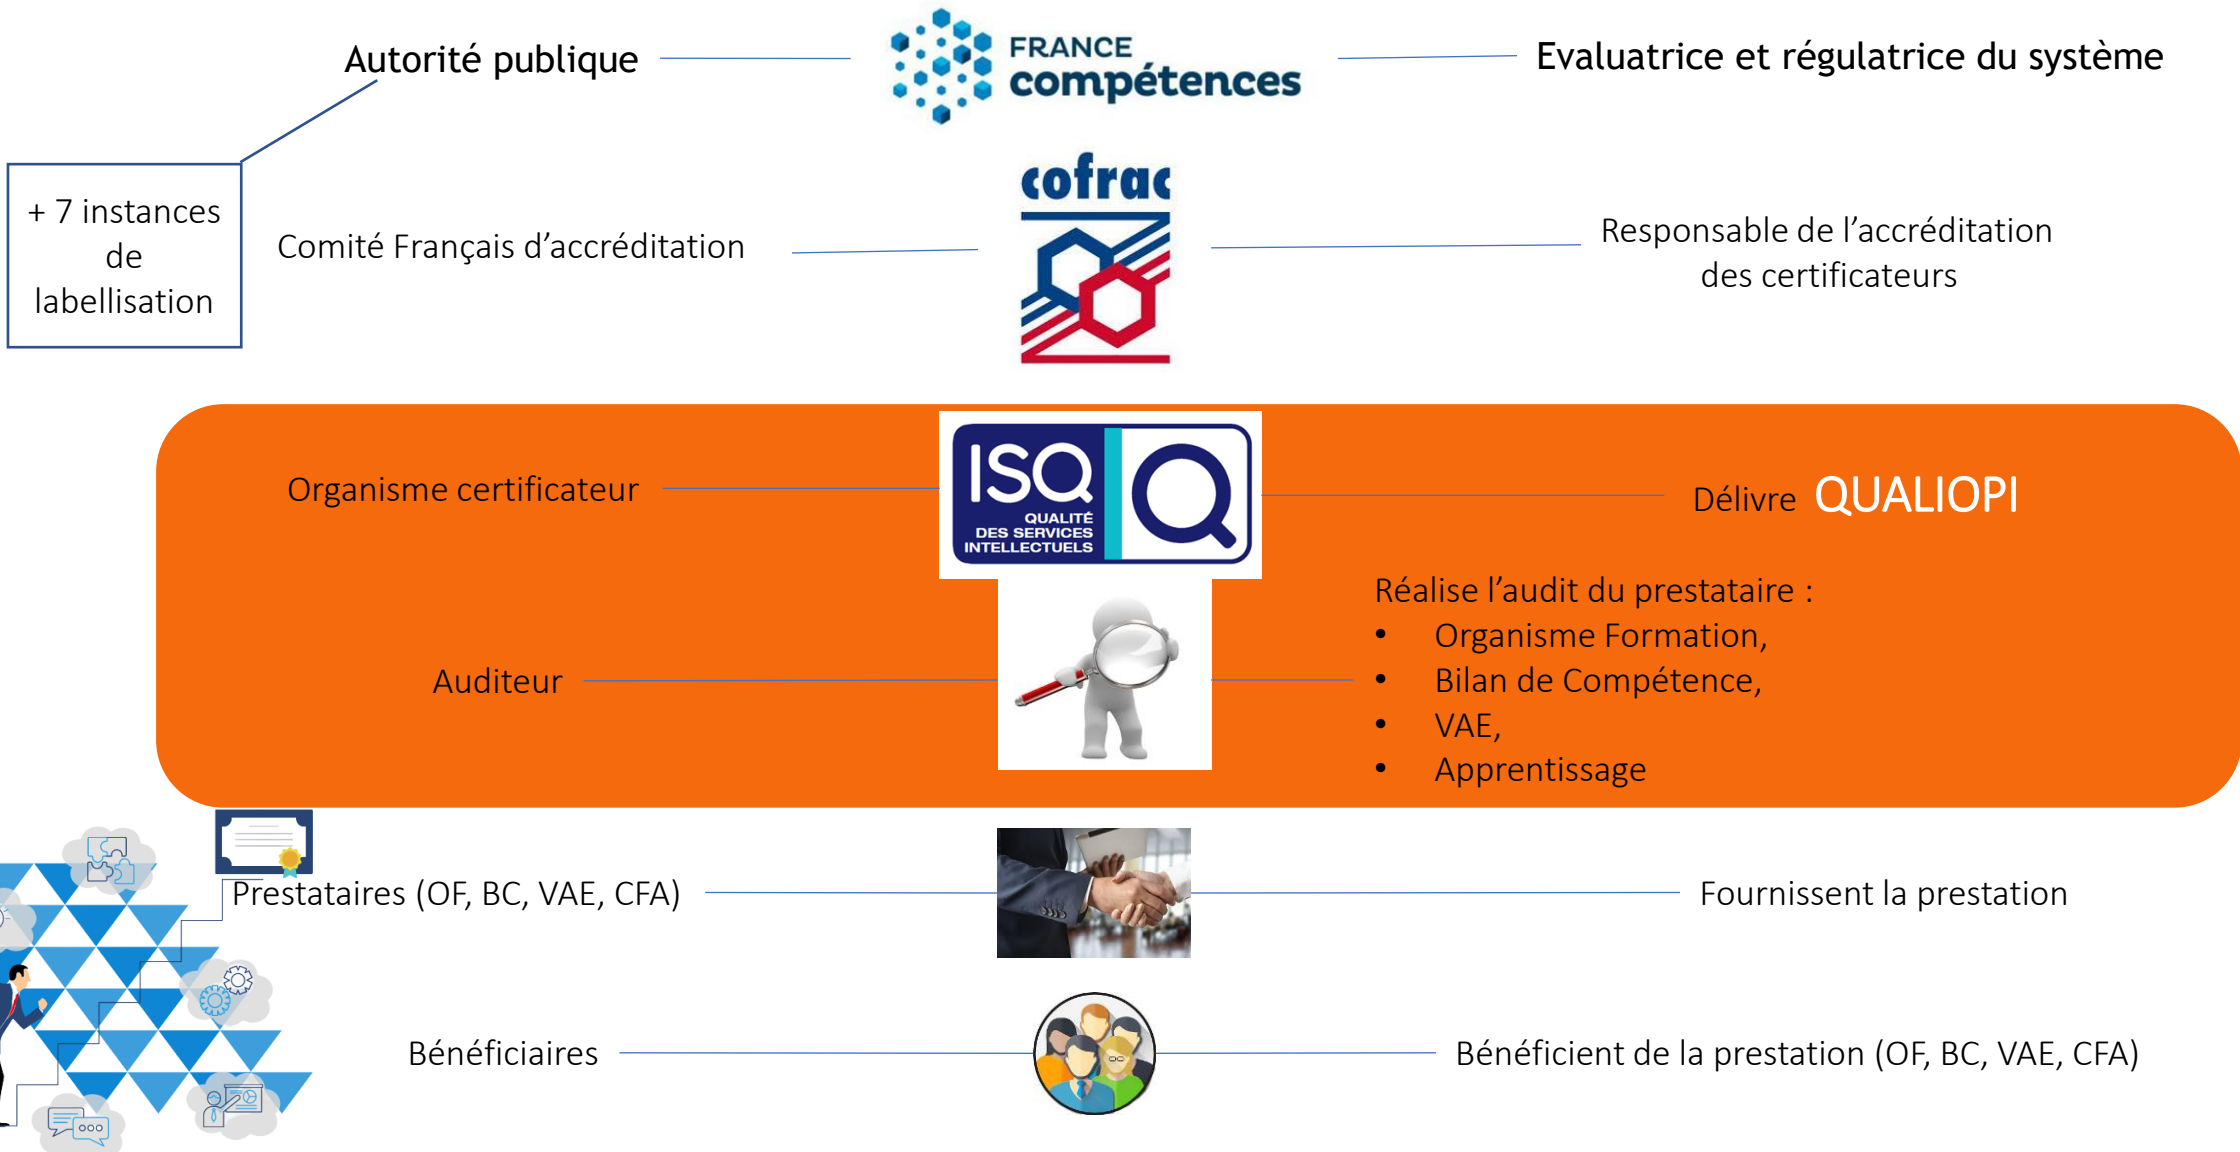 Autorité publique
FRANCE
compétences
Evaluatrice et régulatrice du système
+ 7 instances
de
labellisation
Comité Français d’accréditation
cofrac
Responsable de l’accréditation
des certificateurs
Organisme certificateur
ISQ
QUALITÉ
DES SERVICES
INTELLECTUELS
Délivre QUALIOPI
Auditeur
Réalise l’audit du prestataire :
• Organisme Formation,
• Bilan de Compétence,
• VAE,
• Apprentissage
Prestataires (OF, BC, VAE, CFA)
Fournissent la prestation
Bénéficiaires
Bénéficient de la prestation (OF, BC, VAE, CFA)